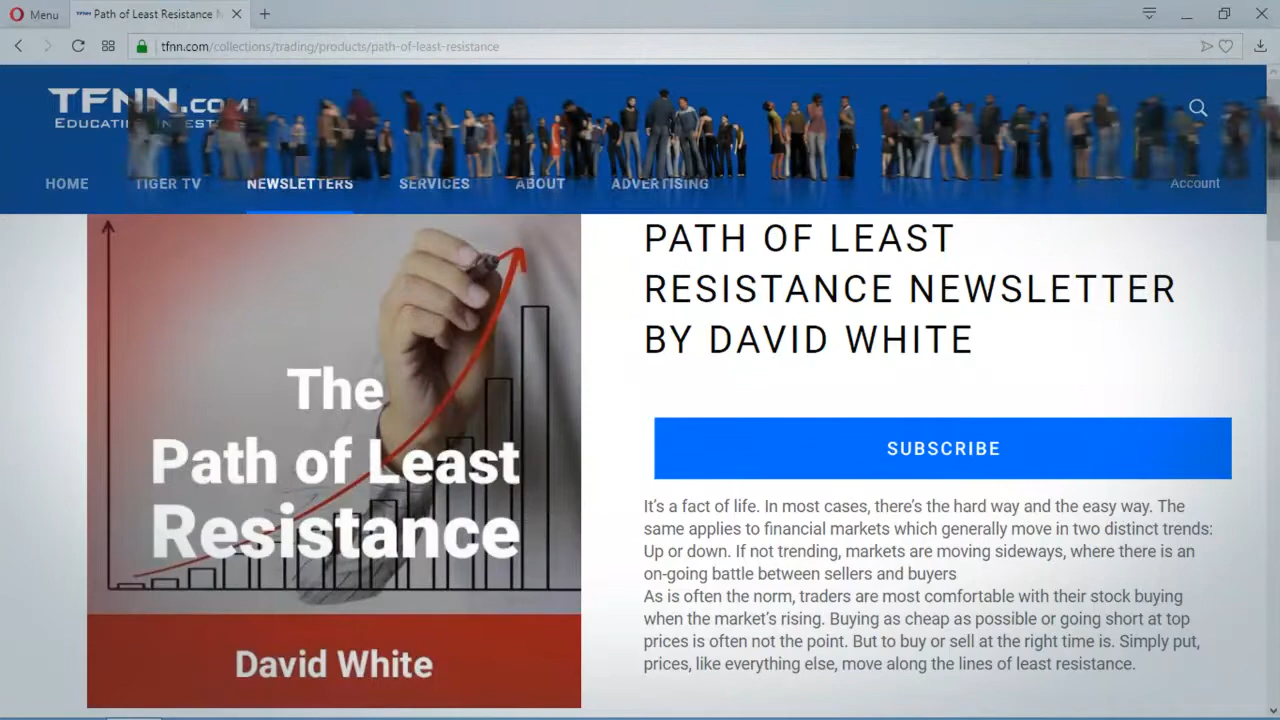 Menu
Path of Least Resistance
tfnn.com/collections/trading/products/path-of-least-resistance
TFNN.COM
EDUCATING INVESTORS
HOME
TIGER TV
NEWSLETTERS
SERVICES
ABOUT
ADVERTISING
Account
The
Path of Least
Resistance
David White
PATH OF LEAST
RESISTANCE NEWSLETTER
BY DAVID WHITE
SUBSCRIBE
It's a fact of life. In most cases, there's the hard way and the easy way. The
same applies to financial markets which generally move in two distinct trends:
Up or down. If not trending, markets are moving sideways, where there is an
on-going battle between sellers and buyers
As is often the norm, traders are most comfortable with their stock buying
when the market's rising. Buying as cheap as possible or going short at top
prices is often not the point. But to buy or sell at the right time is. Simply put,
prices, like everything else, move along the lines of least resistance.